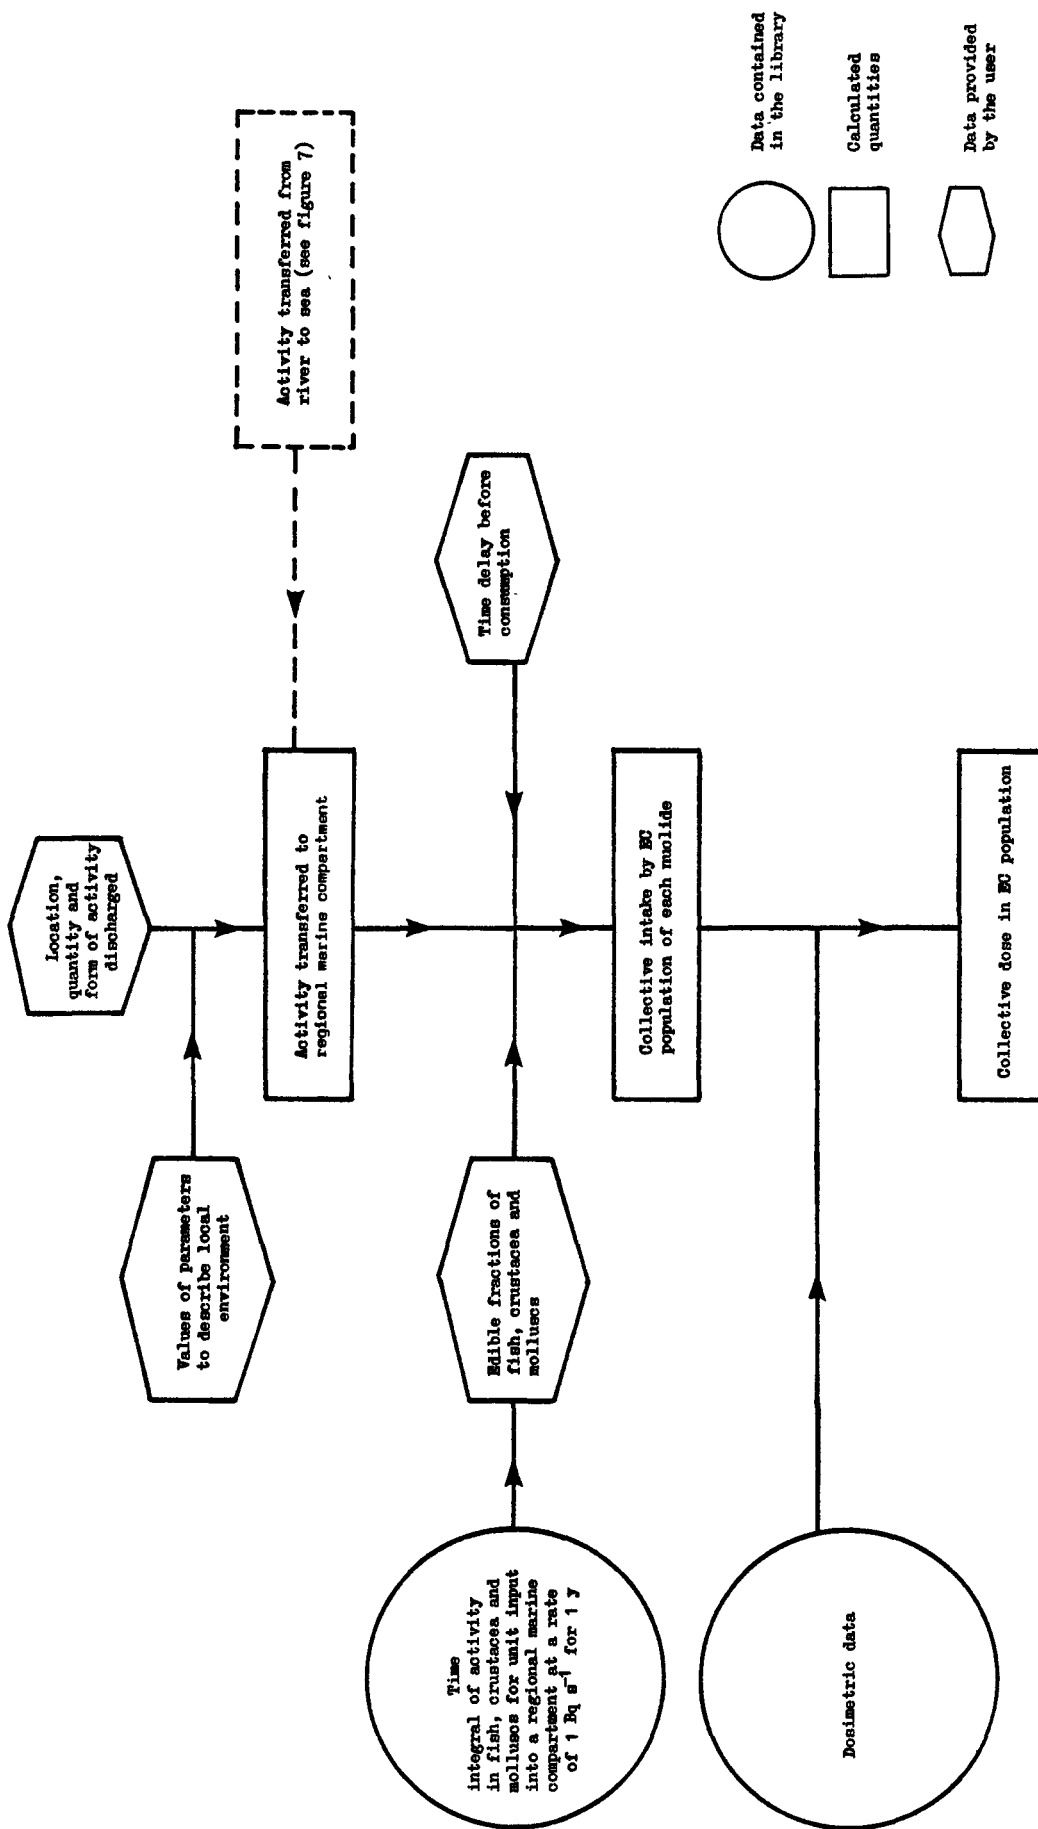 Location,
quantity and
form of activity
discharged
Values of parameters
to describe local
environment
Activity transferred to
regional marine compartment
Activity transferred from
river to sea (see figure 7)
Time
integral of activity
in fish, crustacea and
molluscs for unit input
into a regional marine
compartment at a rate
of 1 Bq s⁻¹ for 1 y
Edible fractions of
fish, crustacea and
molluscs
Time delay before
consumption
Collective intake by EC
population of each nuclide
Dosimetric data
Collective dose in EC population
Data contained
in the library
Calculated
quantities
Data provided
by the user